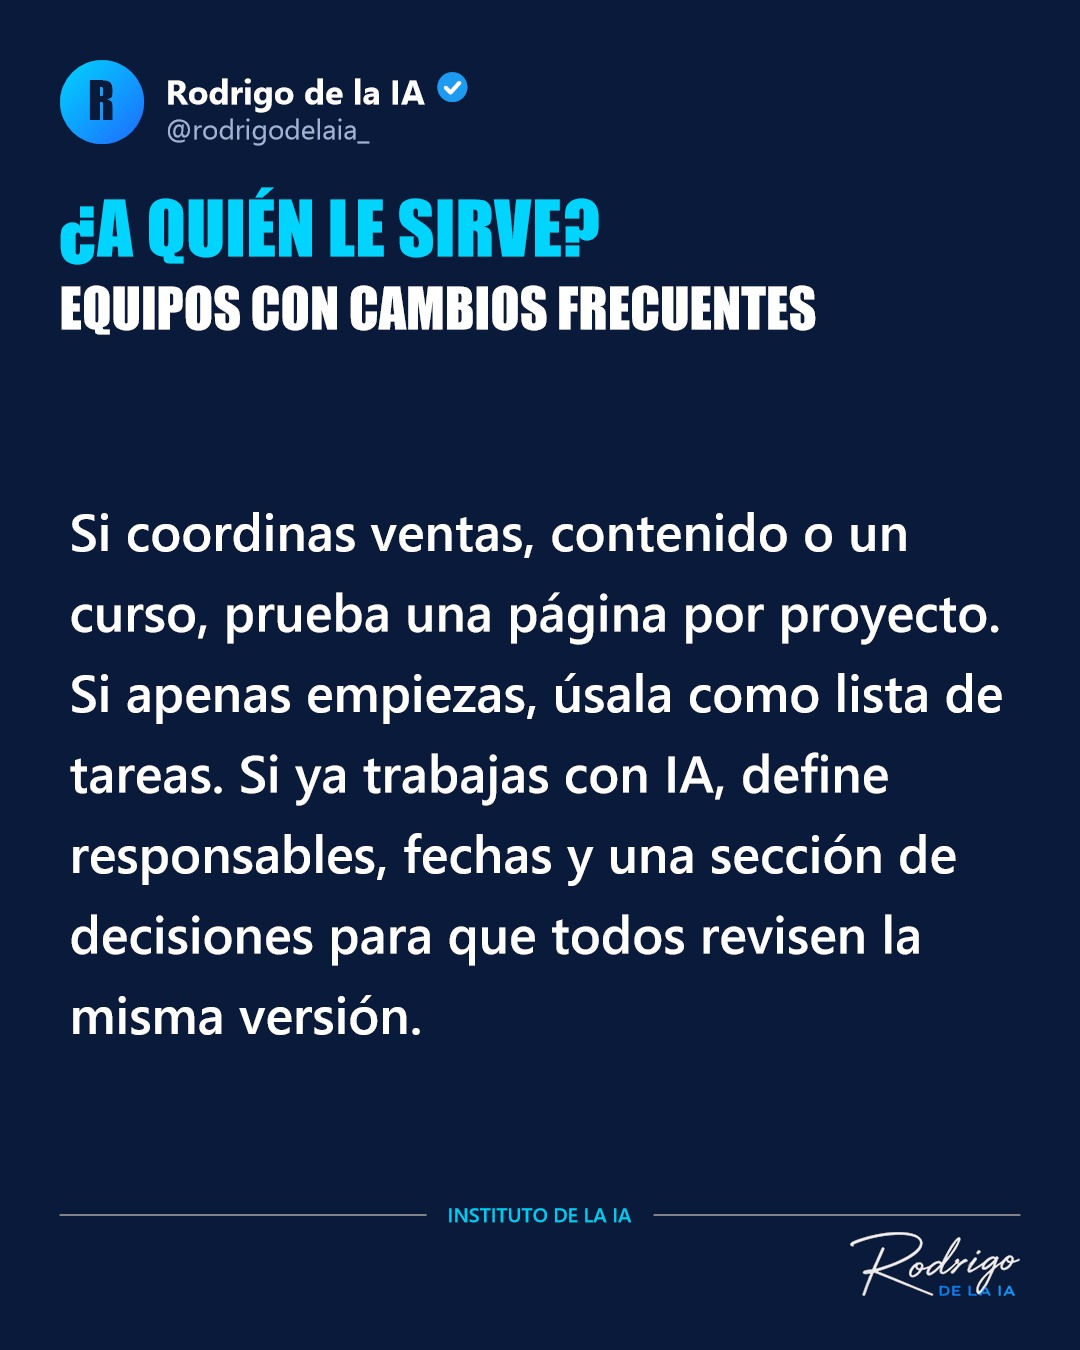 R
Rodrigo de la IA
@rodrigodelaia_
¿A QUIÉN LE SIRVE?
EQUIPOS CON CAMBIOS FRECUENTES
Si coordinas ventas, contenido o un
curso, prueba una página por proyecto.
Si apenas empiezas, úsala como lista de
tareas. Si ya trabajas con IA, define
responsables, fechas y una sección de
decisiones para que todos revisen la
misma versión.
INSTITUTO DE LA IA
Rodrigo
DE LA IA